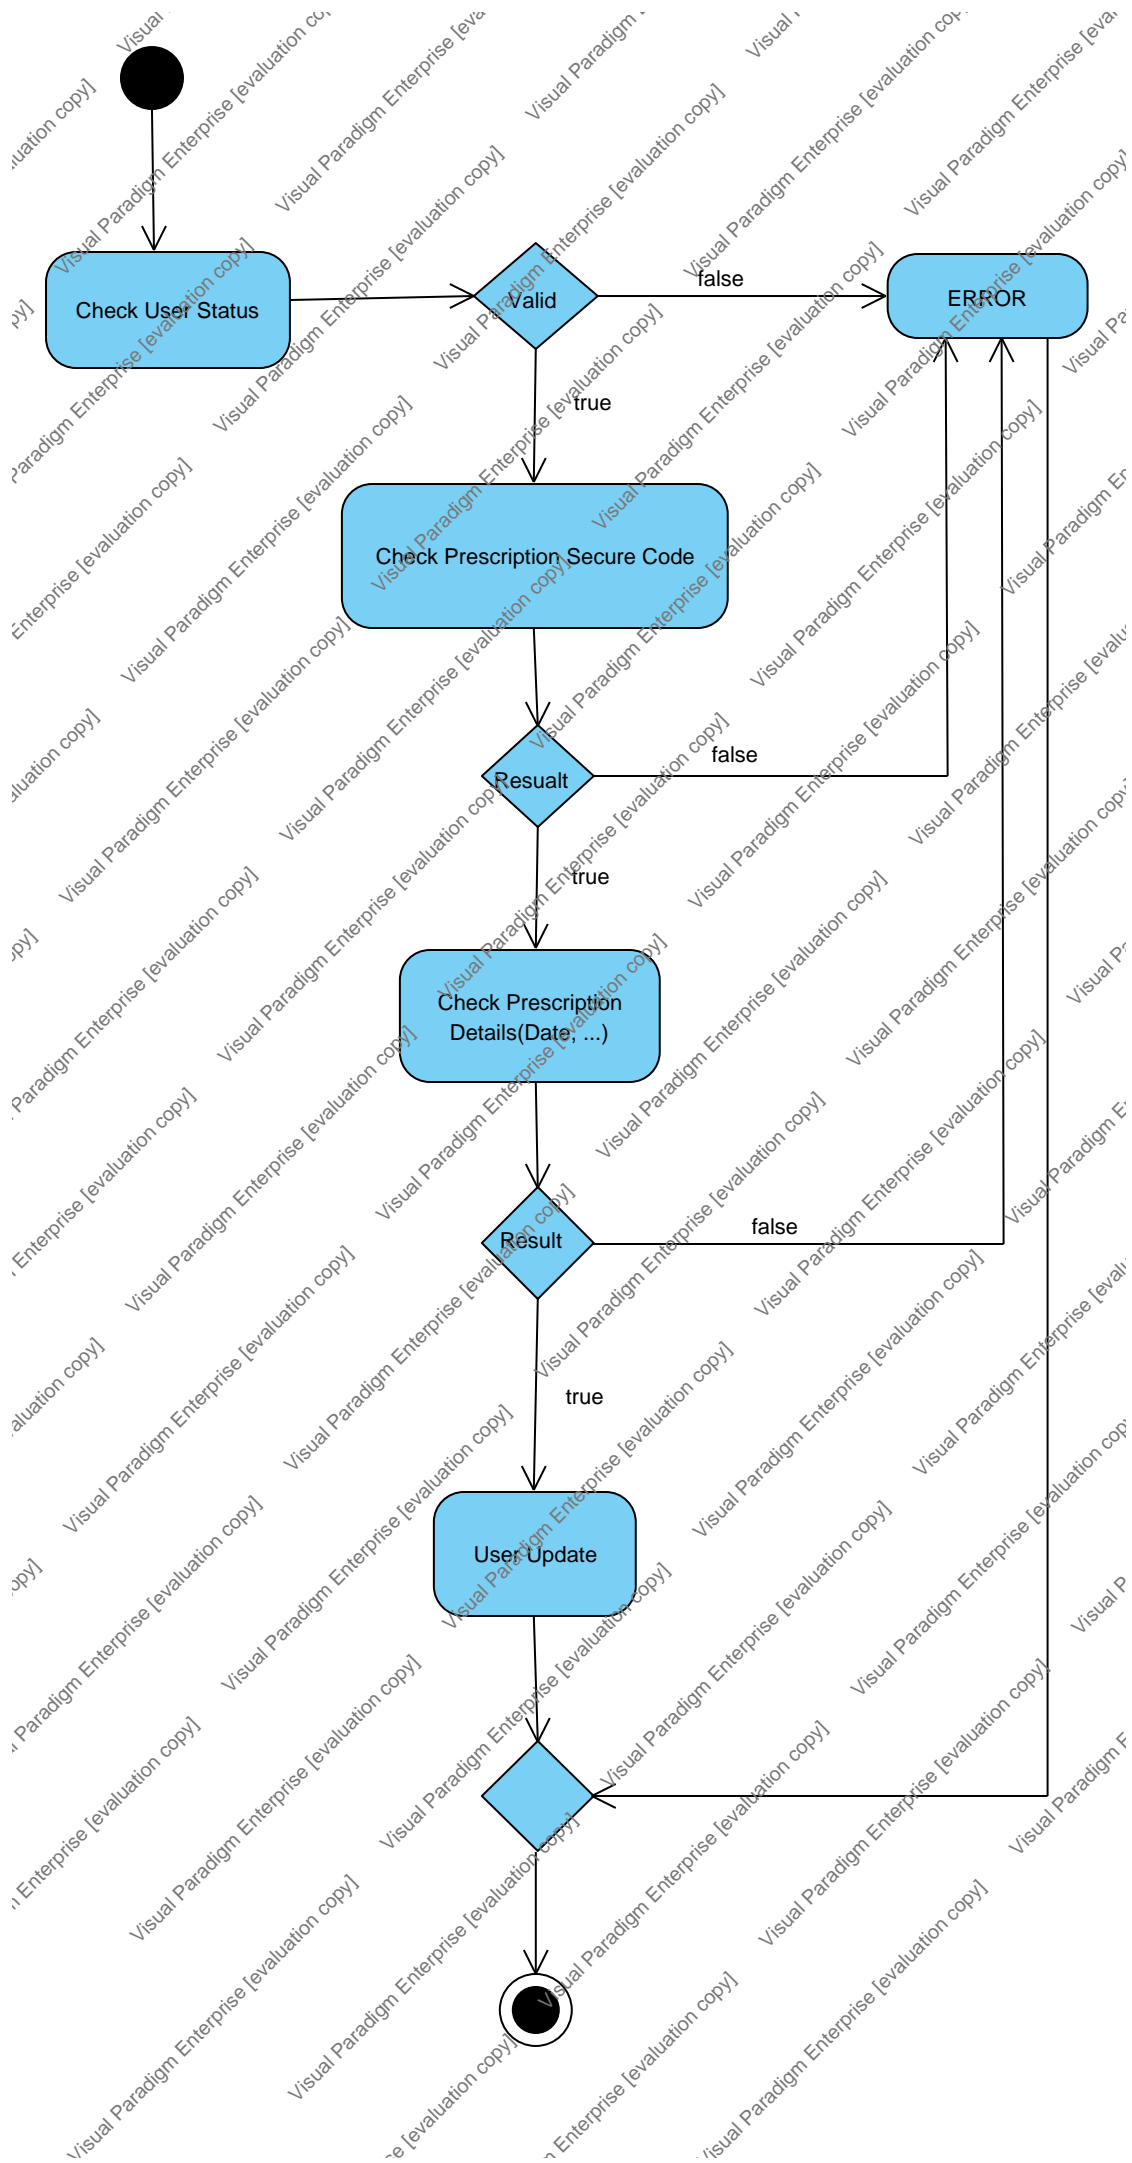 Check User Status
Valid
false
ERROR
true
Check Prescription Secure Code
Resualt
false
true
Check Prescription
Details(Date, ...)
Result
false
true
User Update
Visual Paradigm Enterprise [evaluation copy]